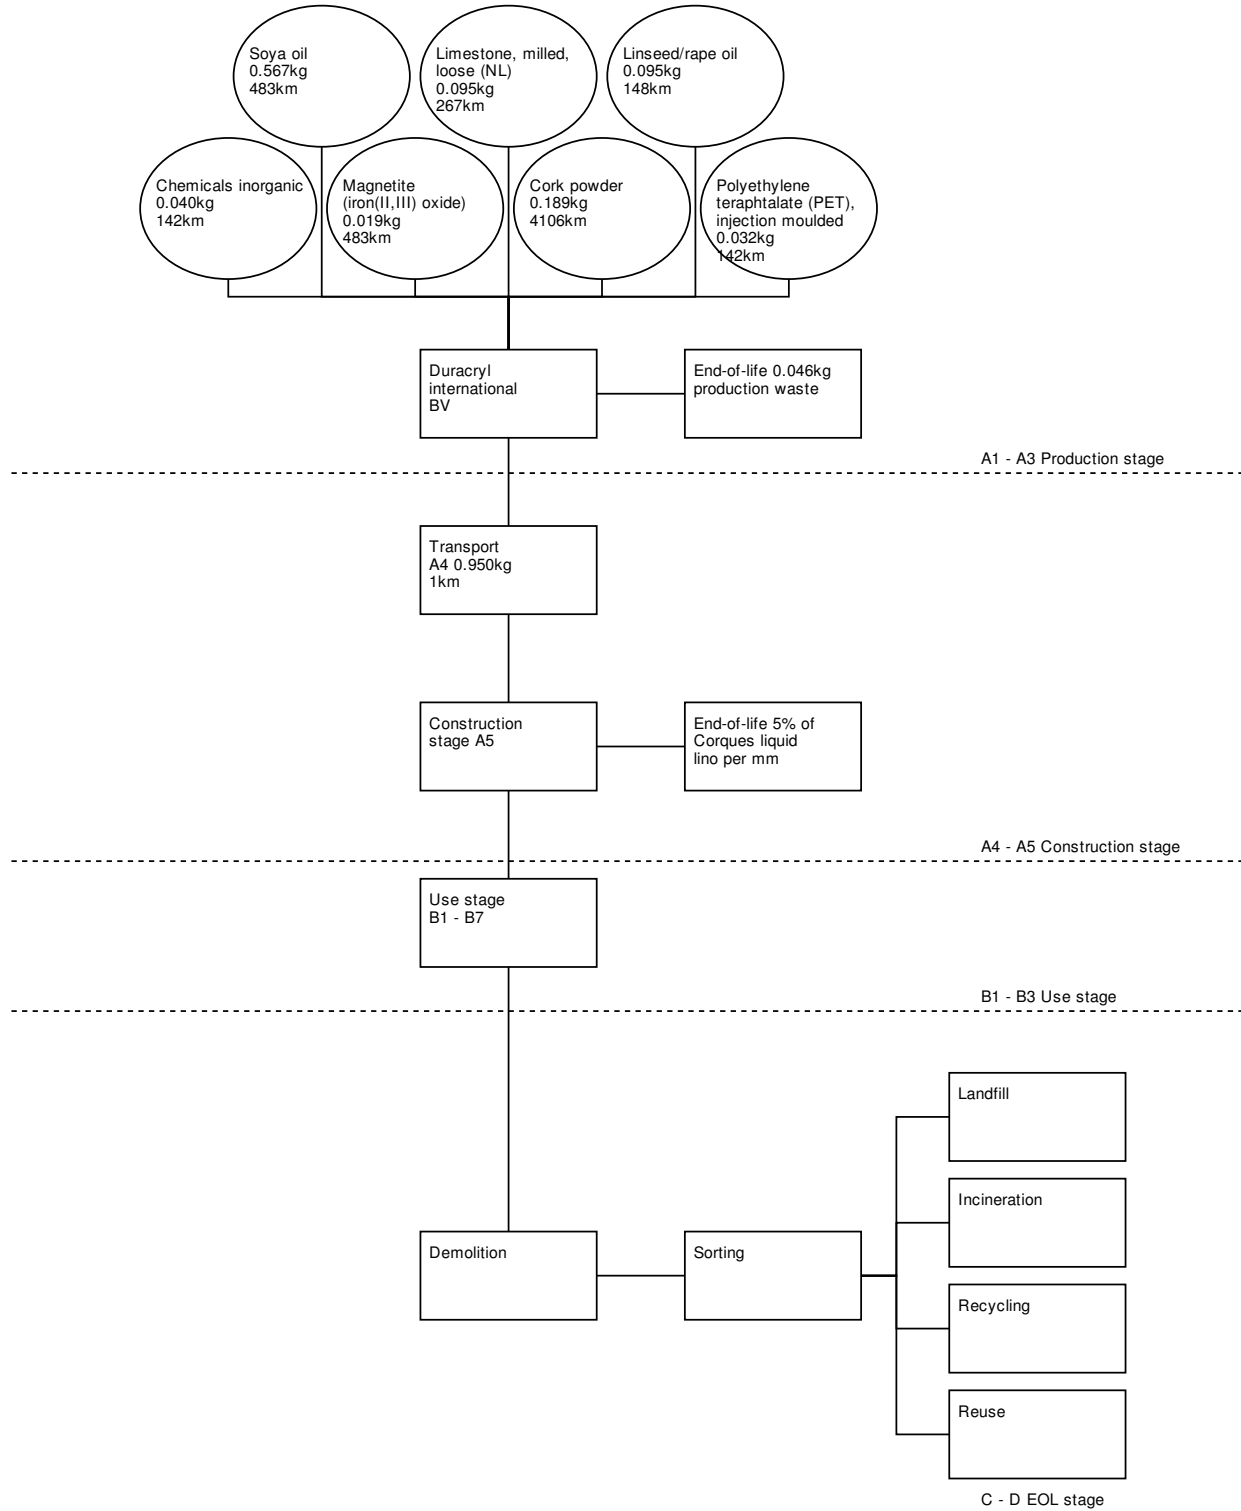 Soya oil
0.567kg
483km
Limestone, milled,
loose (NL)
0.095kg
267km
Linseed/rape oil
0.095kg
148km
Chemicals inorganic
0.040kg
142km
Magnetite
(iron(II,III) oxide)
0.019kg
483km
Cork powder
0.189kg
4106km
Polyethylene
teraphtalate (PET),
injection moulded
0.032kg
142km
Duracryl
international
BV
End-of-life 0.046kg
production waste
A1 - A3 Production stage
Transport
A4 0.950kg
1km
Construction
stage A5
End-of-life 5% of
Corques liquid
lino per mm
A4 - A5 Construction stage
Use stage
B1 - B7
B1 - B3 Use stage
Landfill
Incineration
Demolition
Sorting
Recycling
Reuse
C - D EOL stage